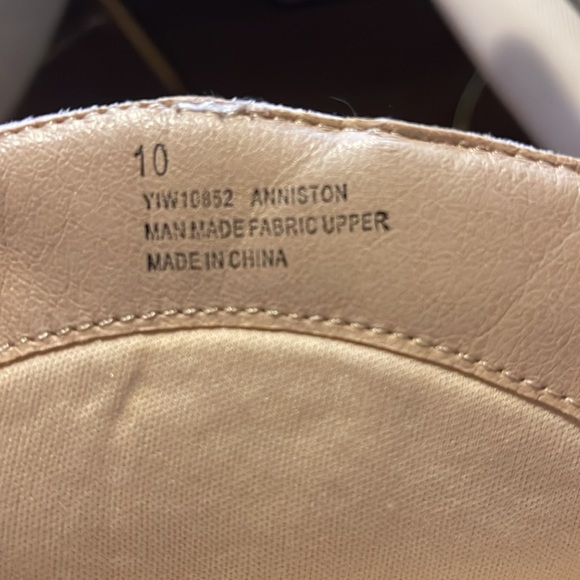 10
YIW10852 ANNISTON
MAN MADE FABRIC UPPER
MADE IN CHINA